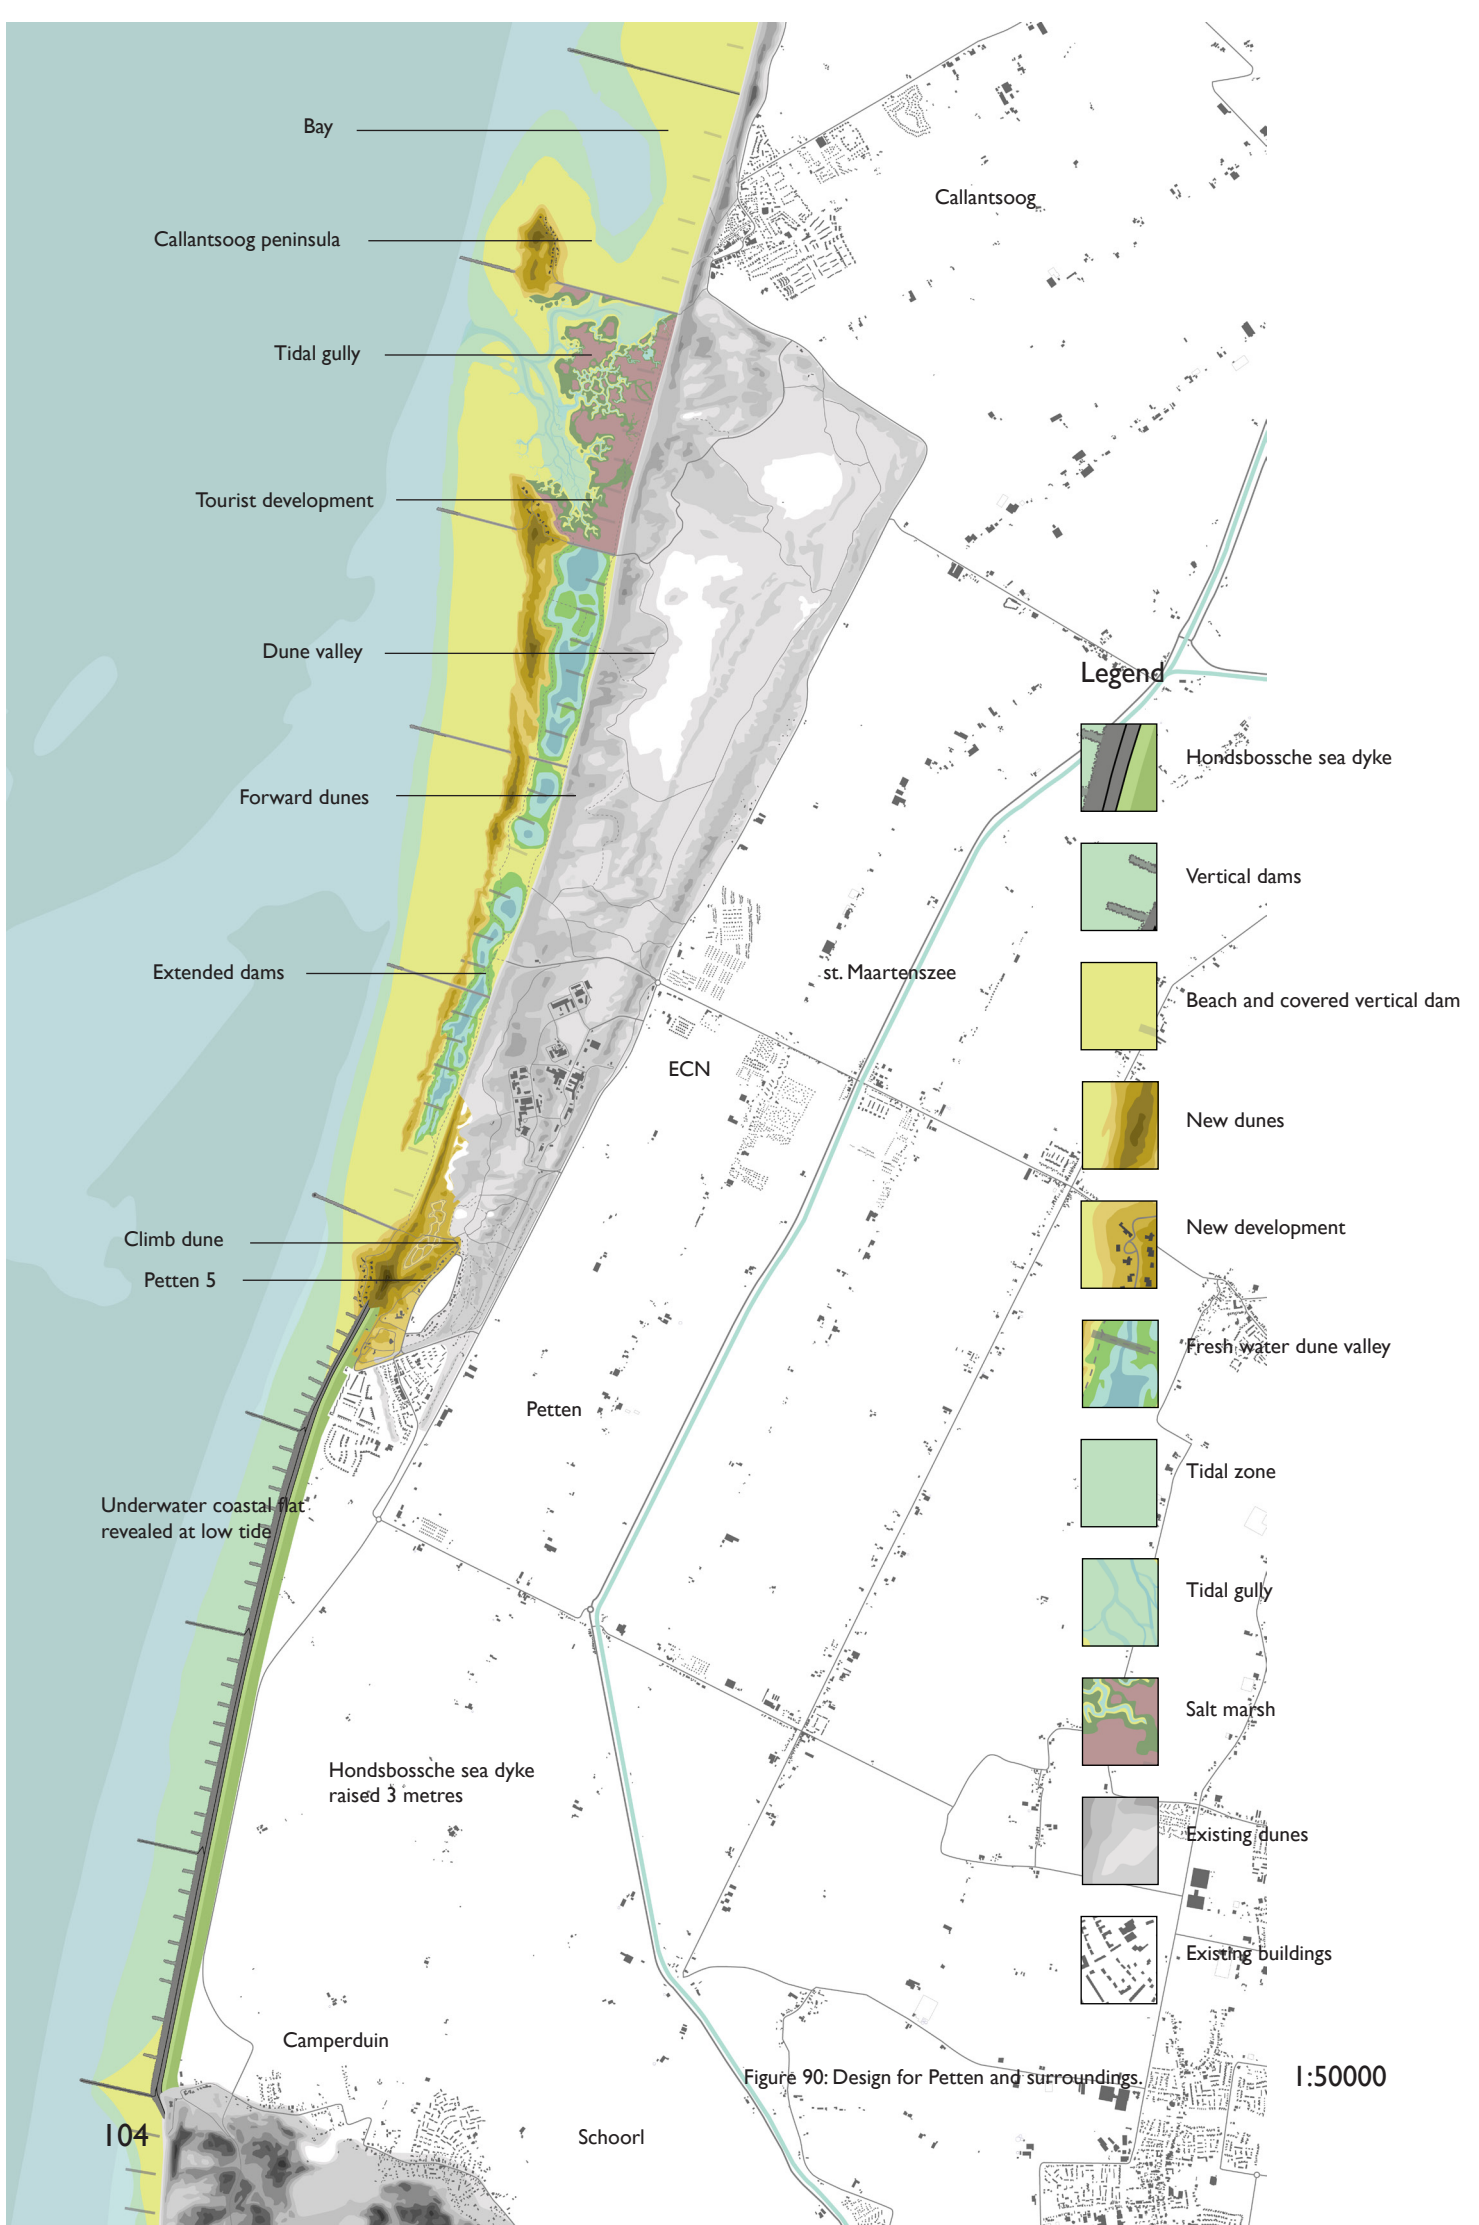 Bay
Callantsoog
Callantsoog peninsula
Tidal gully
Tourist development
Dune valley
Legend
Hondsbossche sea dyke
Forward dunes
Vertical dams
Extended dams
st. Maartenszee
Beach and covered vertical dam
ECN
New dunes
Climb dune
New development
Petten 5
Fresh water dune valley
Petten
Tidal zone
Underwater coastal flat
revealed at low tide
Tidal gully
Salt marsh
Hondsbossche sea dyke
raised 3 metres
Existing dunes
Existing buildings
Camperduin
Figure 90: Design for Petten and surroundings.
1:50000
104
Schoorl